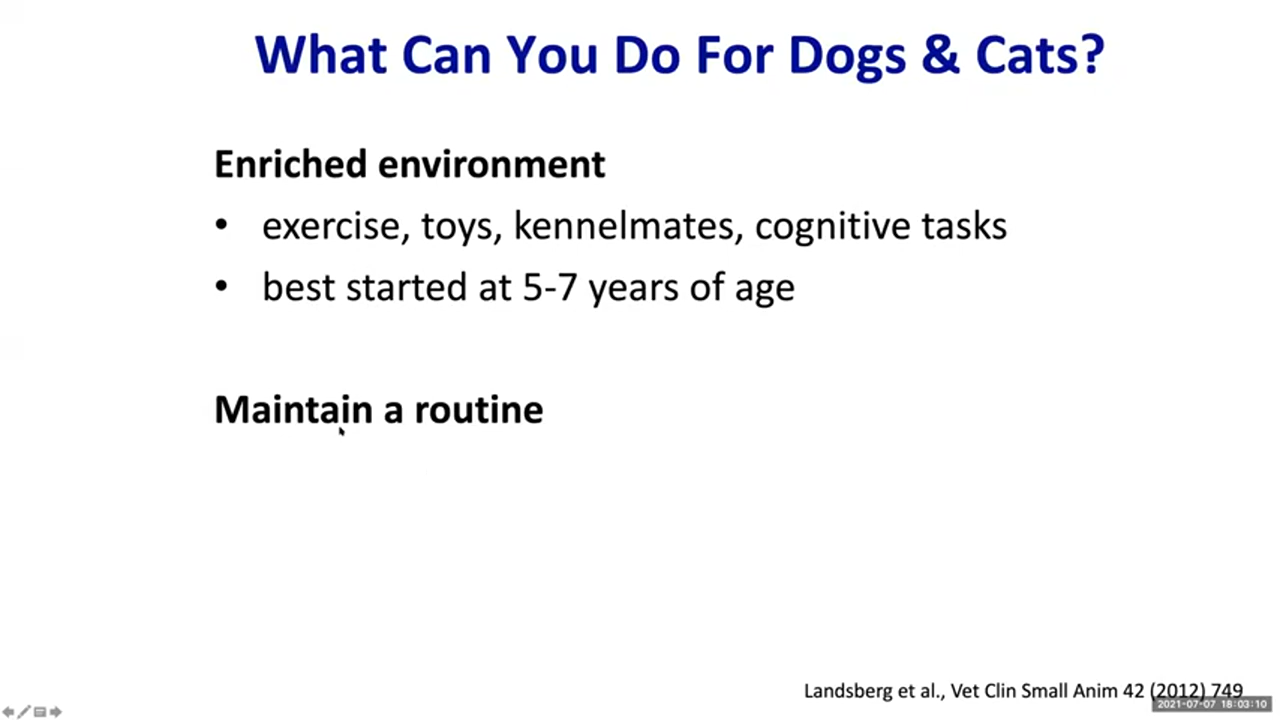 What Can You Do For Dogs & Cats?
Enriched environment
• exercise, toys, kennelmates, cognitive tasks
• best started at 5-7 years of age
Maintain a routine
Landsberg et al., Vet Clin Small Anim 42 (2012) 749
2021-07-07 18:03:10